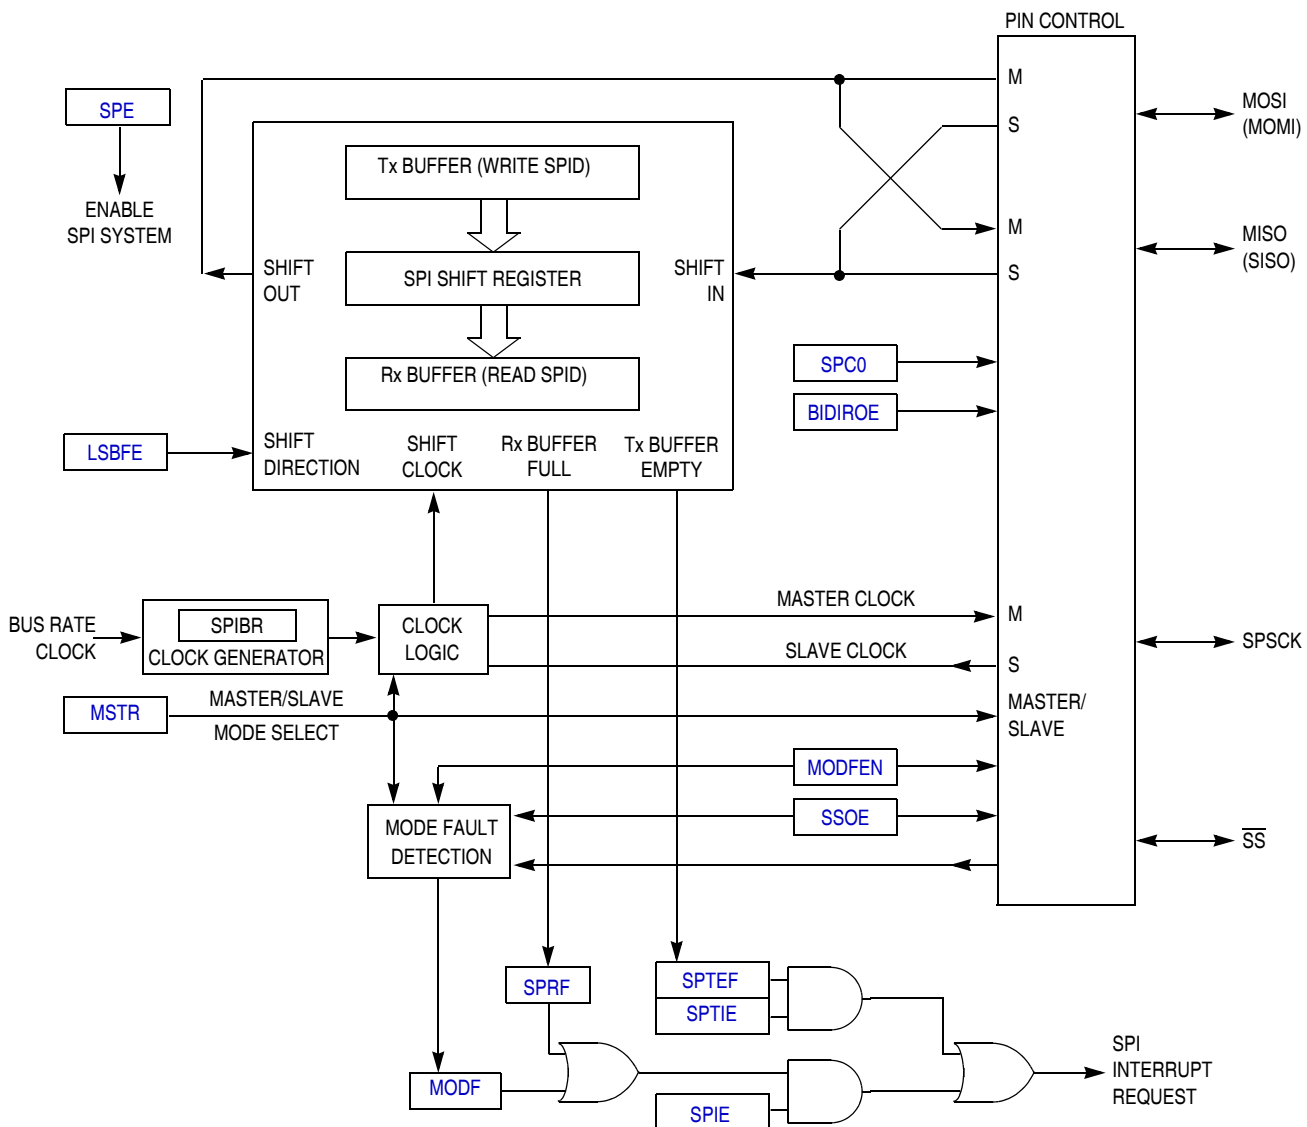 PIN CONTROL
M
SPE
MOSI
(MOMI)
S
Tx BUFFER (WRITE SPID)
ENABLE
SPI SYSTEM
M
MISO
(SISO)
SHIFT
OUT
SPI SHIFT REGISTER
SHIFT
IN
S
SPC0
Rx BUFFER (READ SPID)
BIDIROE
LSBFE
SHIFT
DIRECTION
SHIFT
CLOCK
Rx BUFFER
FULL
Tx BUFFER
EMPTY
MASTER CLOCK
M
BUS RATE
CLOCK
SPIBR
CLOCK GENERATOR
CLOCK
LOGIC
SLAVE CLOCK
S
SPSCK
MSTR
MASTER/SLAVE
MODE SELECT
MASTER/
SLAVE
MODFEN
SSOE
MODE FAULT
DETECTION
SS
SPRF
SPTEF
SPTIE
SPI
INTERRUPT
REQUEST
MODF
SPIE